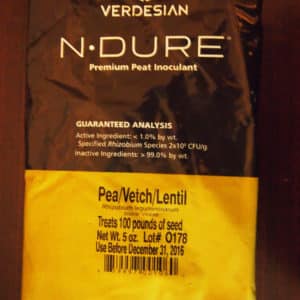 VERDESIAN
N•DURE®
Premium Peat Inoculant
GUARANTEED ANALYSIS
Active Ingredient: < 1.0% by wt.
Specified Rhizobium Species 2x10⁸ CFU/g
Inactive Ingredients: > 99.0% by wt.
Pea/Vetch/Lentil
Rhizobium leguminosarum
Treats 100 pounds of seed
Net Wt. 5 oz. Lot# O178
Use Before December 31, 2016